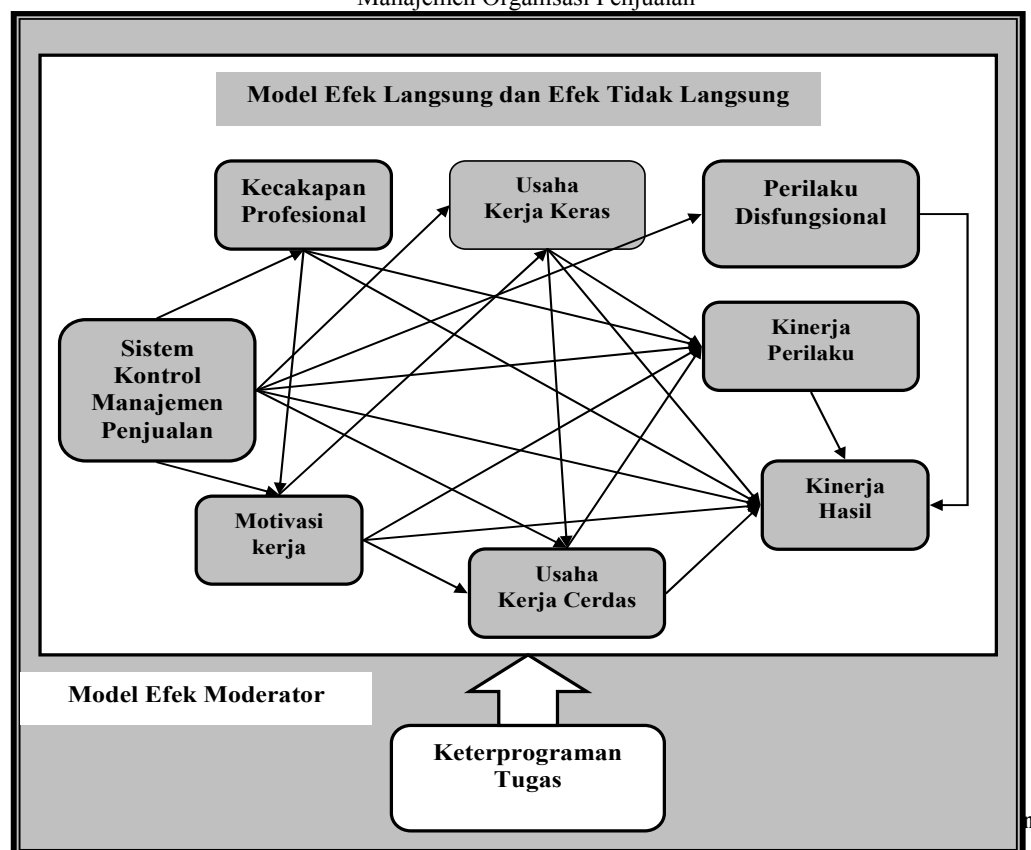 Manajemen Organisasi Penjualan
Model Efek Langsung dan Efek Tidak Langsung
Kecakapan
Profesional
Usaha
Kerja Keras
Perilaku
Disfungsional
Sistem
Kontrol
Manajemen
Penjualan
Kinerja
Perilaku
Kinerja
Hasil
Motivasi
kerja
Usaha
Kerja Cerdas
Model Efek Moderator
Keterprograman
Tugas